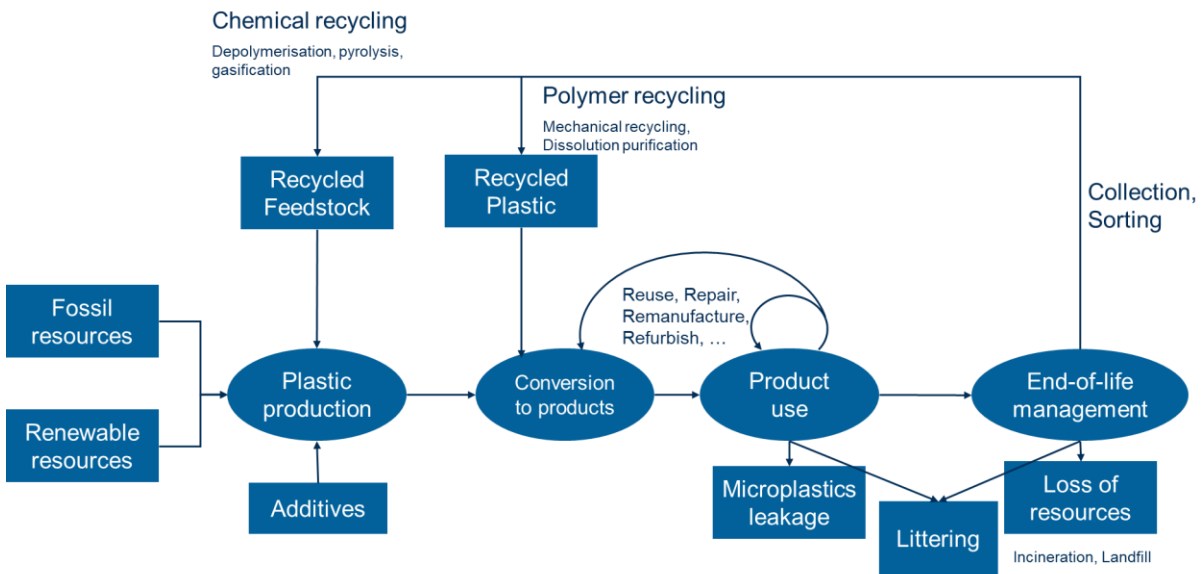 Chemical recycling
Depolymerisation, pyrolysis,
gasification
Polymer recycling
Mechanical recycling,
Dissolution purification
Recycled
Feedstock
Recycled
Plastic
Collection,
Sorting
Fossil
resources
Reuse, Repair,
Remanufacture,
Refurbish, …
Plastic
production
Conversion
to products
Product
use
End-of-life
management
Renewable
resources
Additives
Microplastics
leakage
Littering
Loss of
resources
Incineration, Landfill